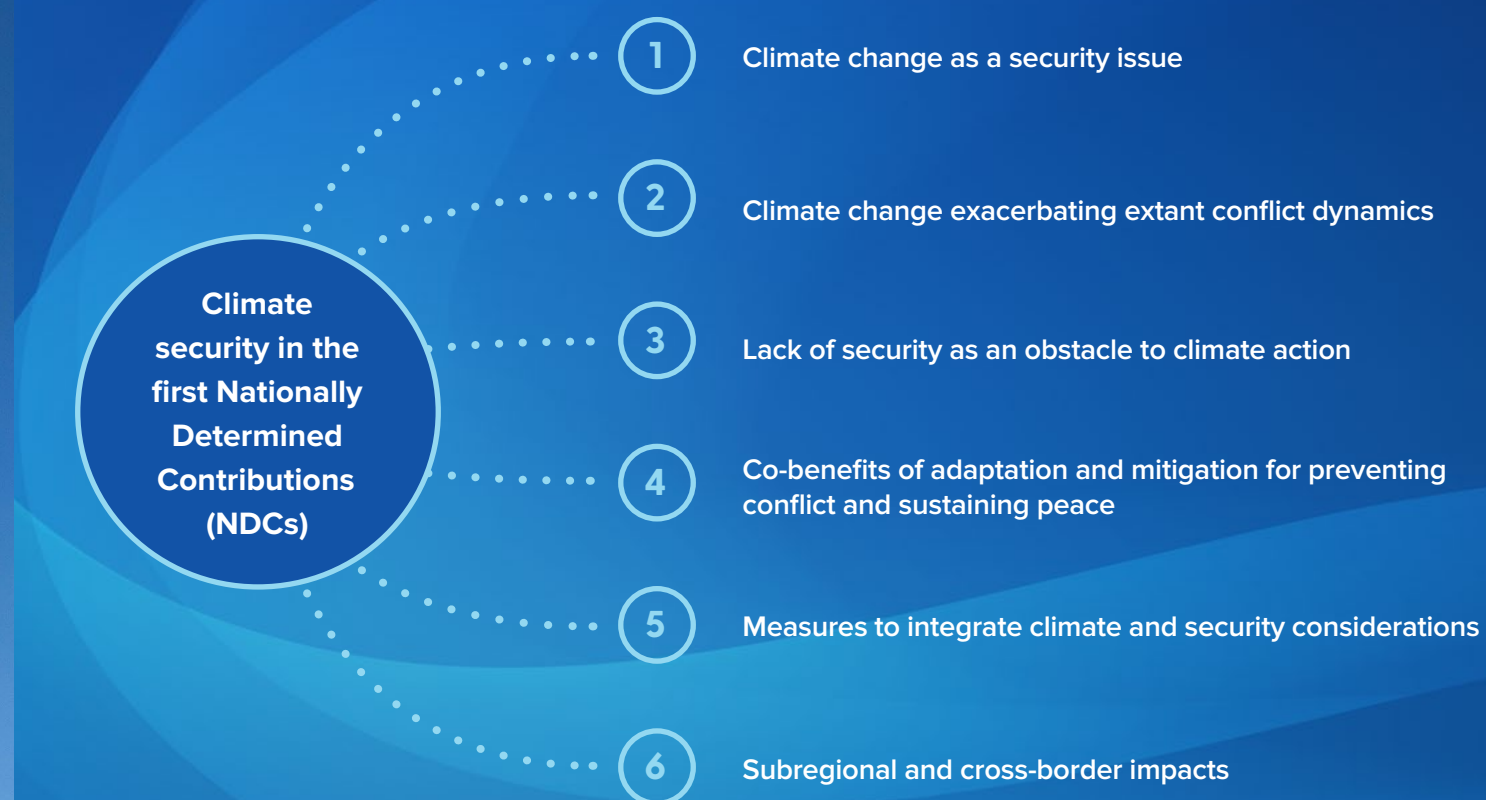 Climate
security in the
first Nationally
Determined
Contributions
(NDCs)
1
Climate change as a security issue
2
Climate change exacerbating extant conflict dynamics
3
Lack of security as an obstacle to climate action
4
Co-benefits of adaptation and mitigation for preventing
conflict and sustaining peace
5
Measures to integrate climate and security considerations
6
Subregional and cross-border impacts